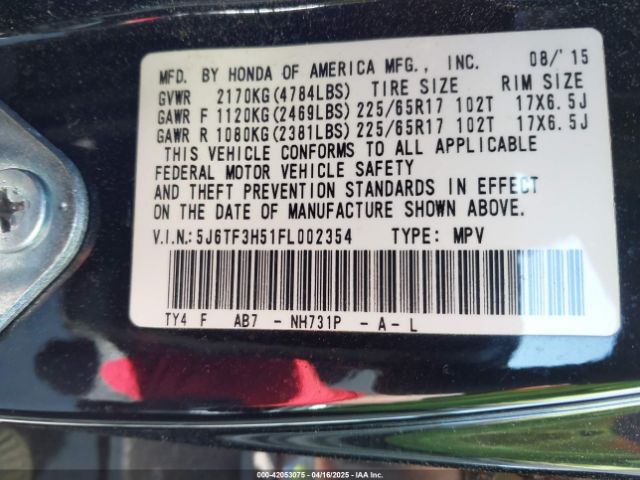 MFD. BY HONDA OF AMERICA MFG., INC. 08/'15
GVWR 2170KG(4784LBS) TIRE SIZE RIM SIZE
GAWR F 1120KG(2469LBS) 225/65R17 102T 17X6.5J
GAWR R 1080KG(2381LBS) 225/65R17 102T 17X6.5J
THIS VEHICLE CONFORMS TO ALL APPLICABLE
FEDERAL MOTOR VEHICLE SAFETY
AND THEFT PREVENTION STANDARDS IN EFFECT
ON THE DATE OF MANUFACTURE SHOWN ABOVE.
V.I.N.:5J6TF3H51FL002354 TYPE: MPV
TY4 F AB7 - NH731P - A - L
000-42053075 - 04/16/2025 - IAA Inc.